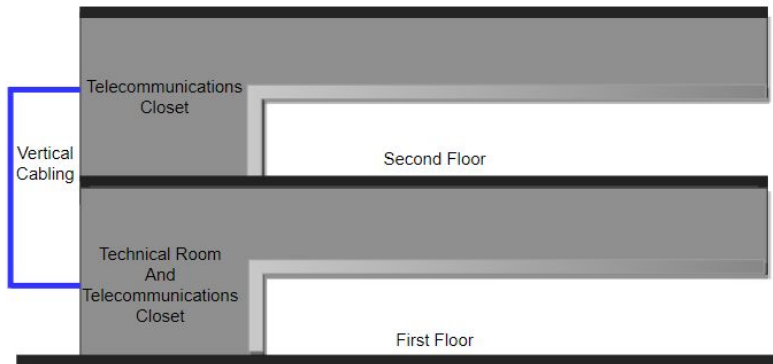 Telecommunications
Closet
Vertical
Cabling
Second Floor
Technical Room
And
Telecommunications
Closet
First Floor